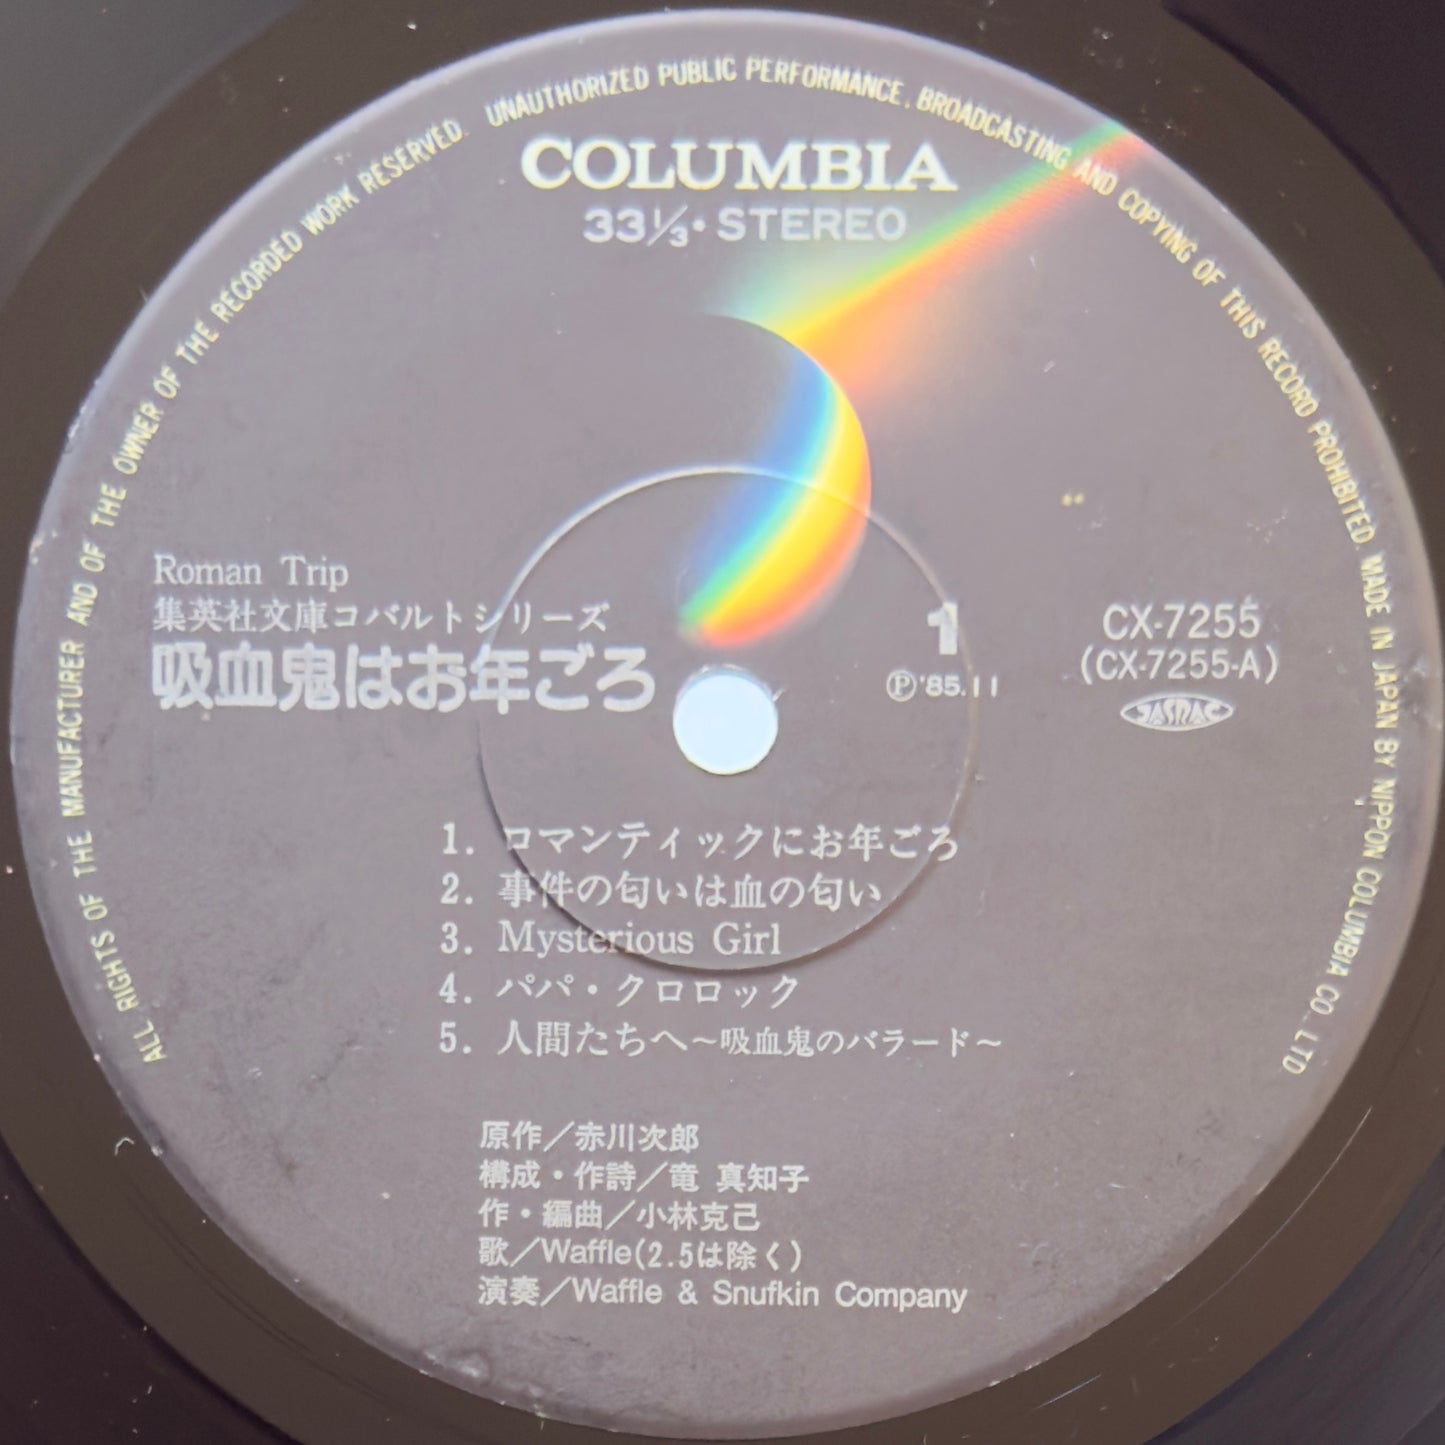 ALL RIGHTS OF THE MANUFACTURER AND OF THE OWNER OF THE RECORDED WORK RESERVED. UNAUTHORIZED PUBLIC PERFORMANCE, BROADCASTING AND COPYING OF THIS RECORD PROHIBITED. MADE IN JAPAN BY NIPPON COLUMBIA CO., LTD.
COLUMBIA
33⅓・STEREO
Roman Trip
集英社文庫コバルトシリーズ
吸血鬼はお年ごろ
1
Ⓟ'85.11
CX-7255
(CX-7255-A)
JASRAC
1. ロマンティックにお年ごろ
2. 事件の匂いは血の匂い
3. Mysterious Girl
4. パパ・クロロック
5. 人間たちへ～吸血鬼のバラード～
原作／赤川次郎
構成・作詩／竜 真知子
作・編曲／小林克己
歌／Waffle(2.5は除く)
演奏／Waffle & Snufkin Company